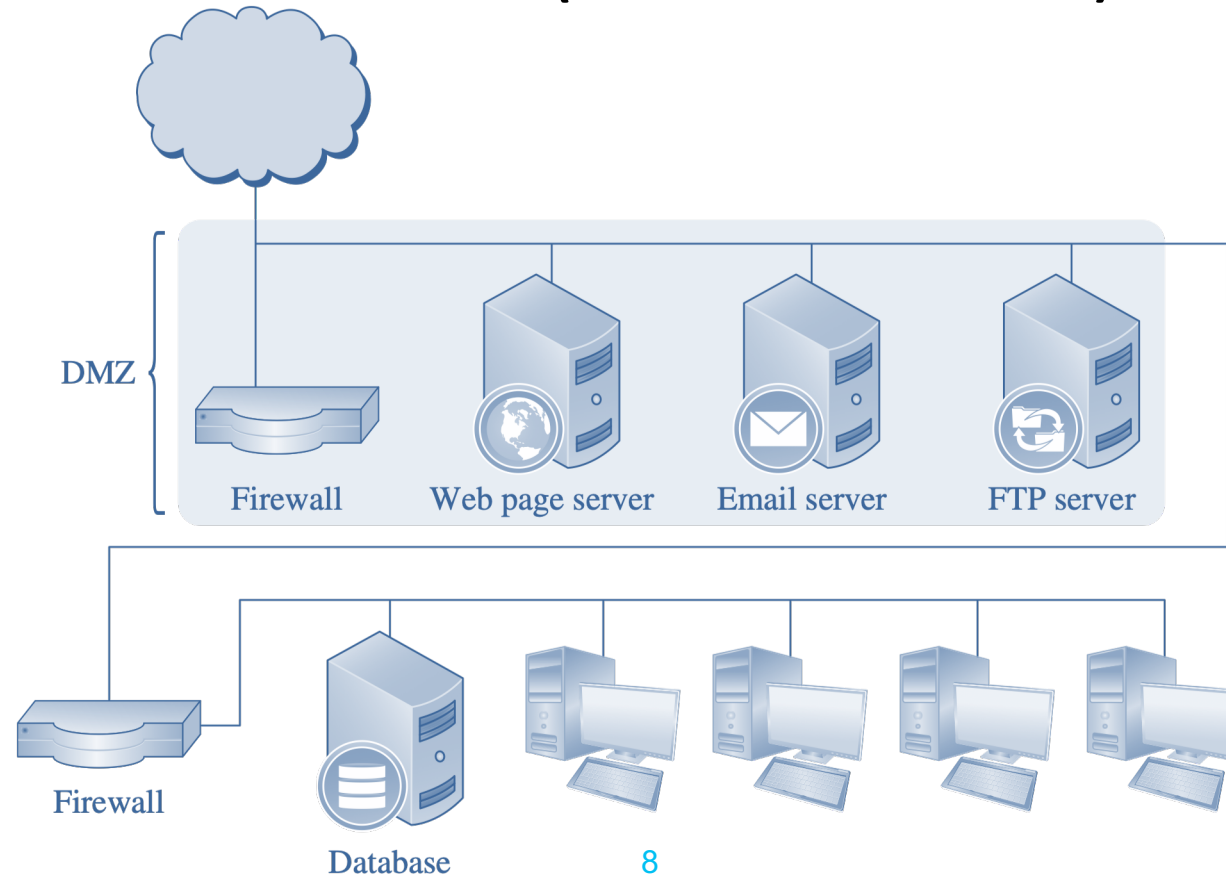 DMZ
Firewall
Web page server
Email server
FTP server
Firewall
Database
8